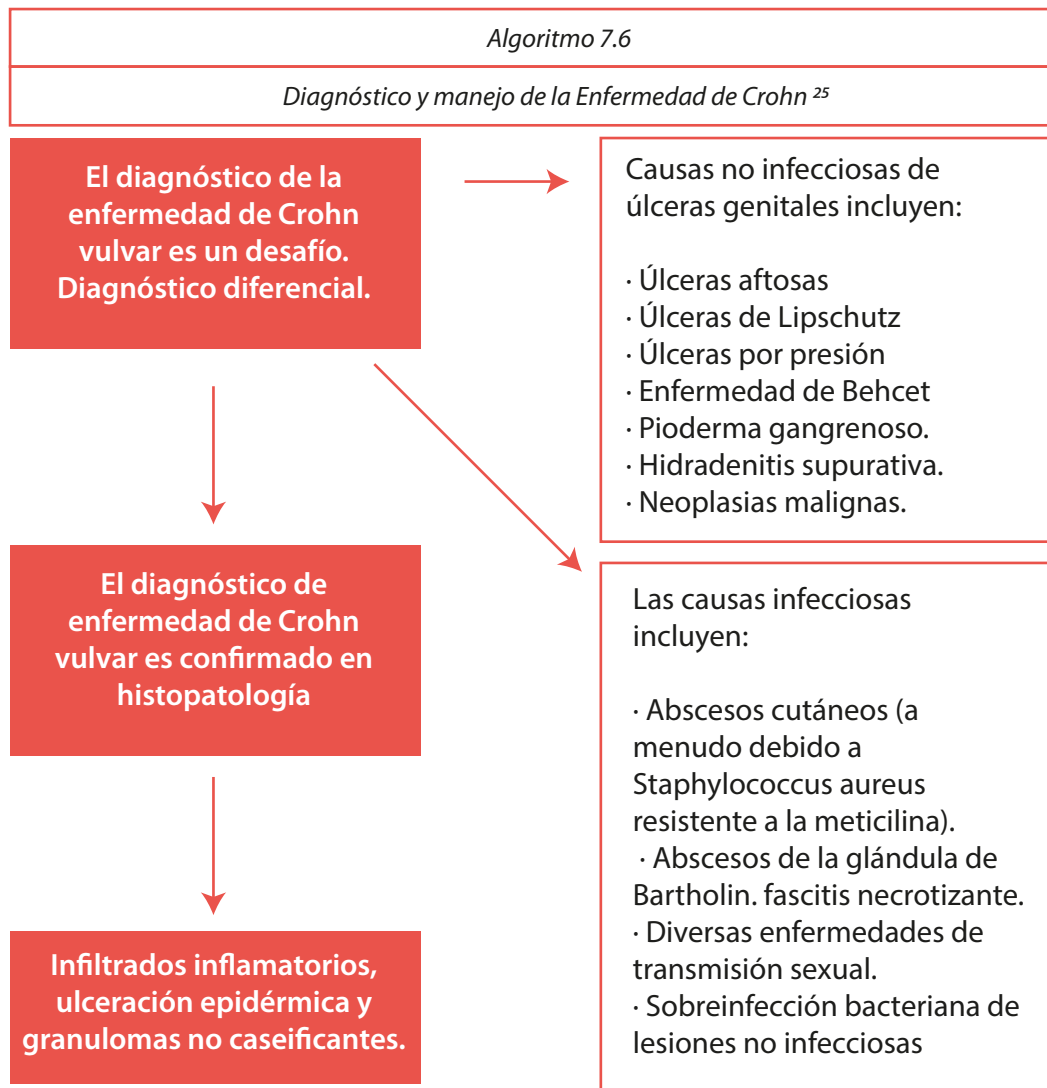 Algoritmo 7.6
Diagnóstico y manejo de la Enfermedad de Crohn ²⁵
El diagnóstico de la
enfermedad de Crohn
vulvar es un desafío.
Diagnóstico diferencial.
Causas no infecciosas de
úlceras genitales incluyen:
· Úlceras aftosas
· Úlceras de Lipschutz
· Úlceras por presión
· Enfermedad de Behcet
· Pioderma gangrenoso.
· Hidradenitis supurativa.
· Neoplasias malignas.
El diagnóstico de
enfermedad de Crohn
vulvar es confirmado en
histopatología
Las causas infecciosas
incluyen:
· Abscesos cutáneos (a
menudo debido a
Staphylococcus aureus
resistente a la meticilina).
· Abscesos de la glándula de
Bartholin. fascitis necrotizante.
· Diversas enfermedades de
transmisión sexual.
· Sobreinfección bacteriana de
lesiones no infecciosas
Infiltrados inflamatorios,
ulceración epidérmica y
granulomas no caseificantes.